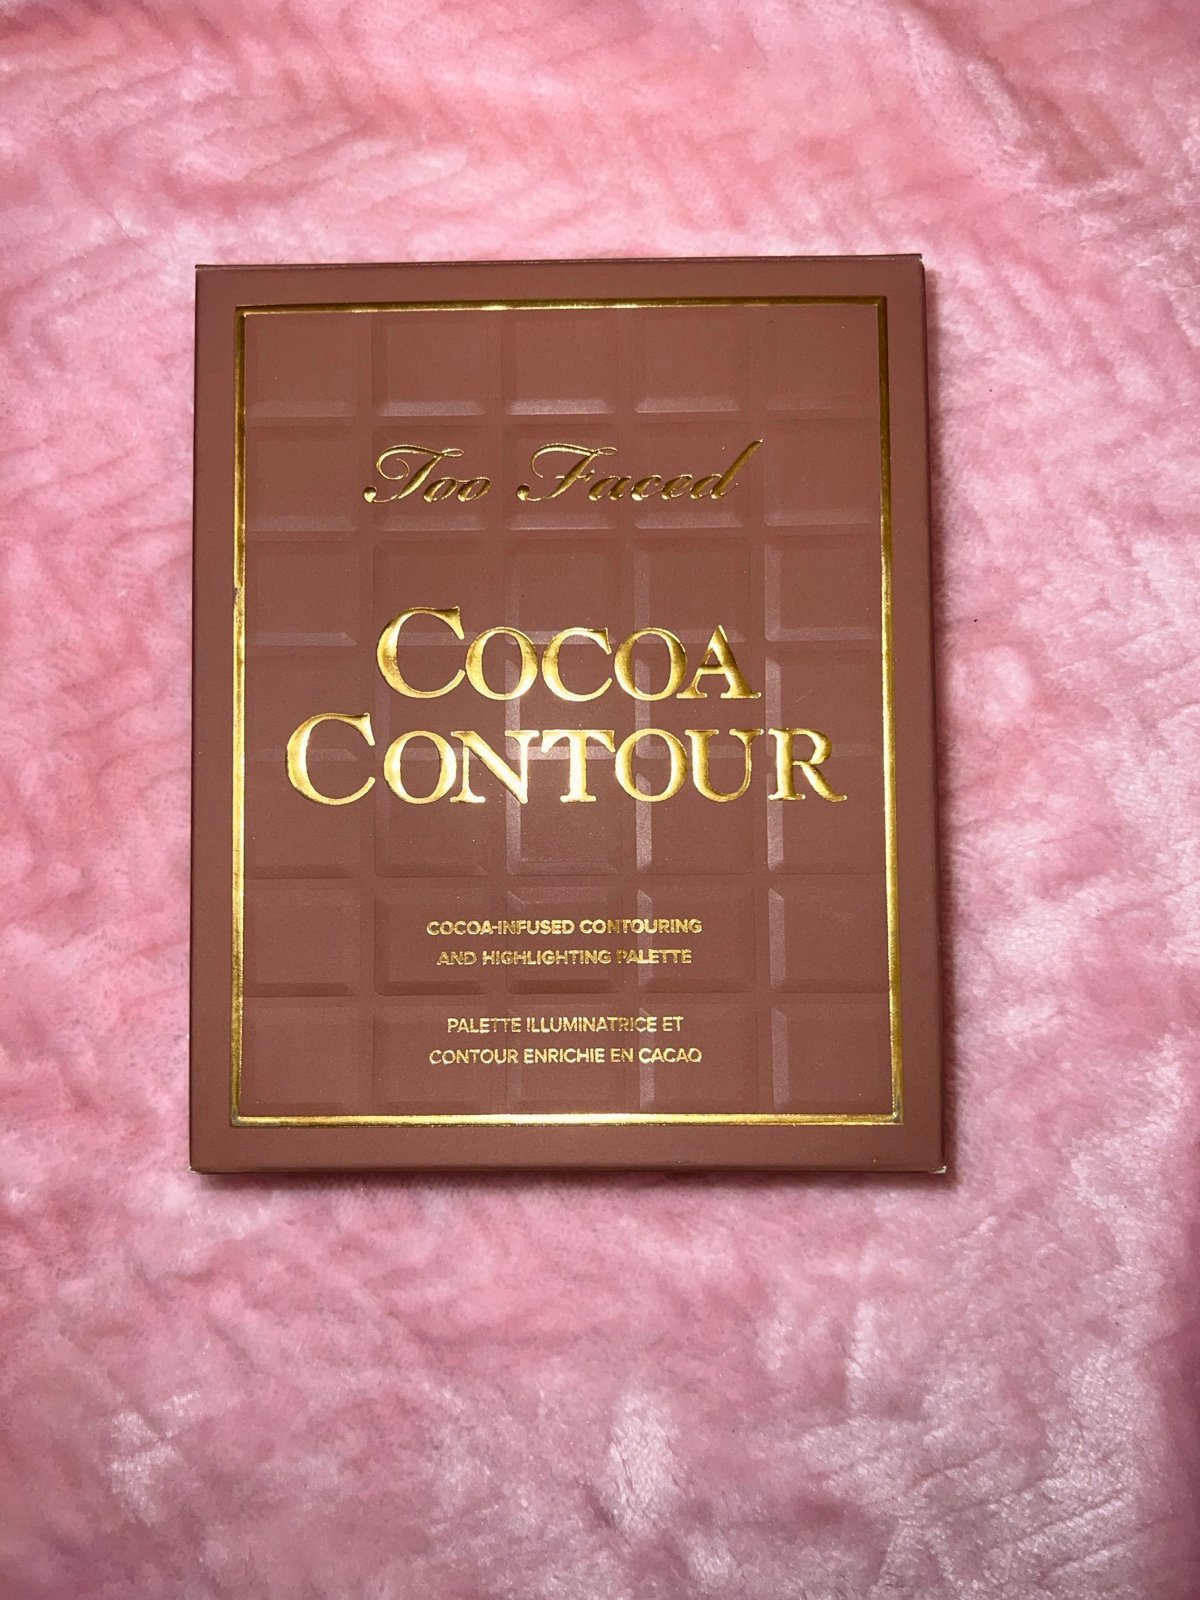 Too Faced
COCOA
CONTOUR
COCOA-INFUSED CONTOURING
AND HIGHLIGHTING PALETTE
PALETTE ILLUMINATRICE ET
CONTOUR ENRICHIE EN CACAO